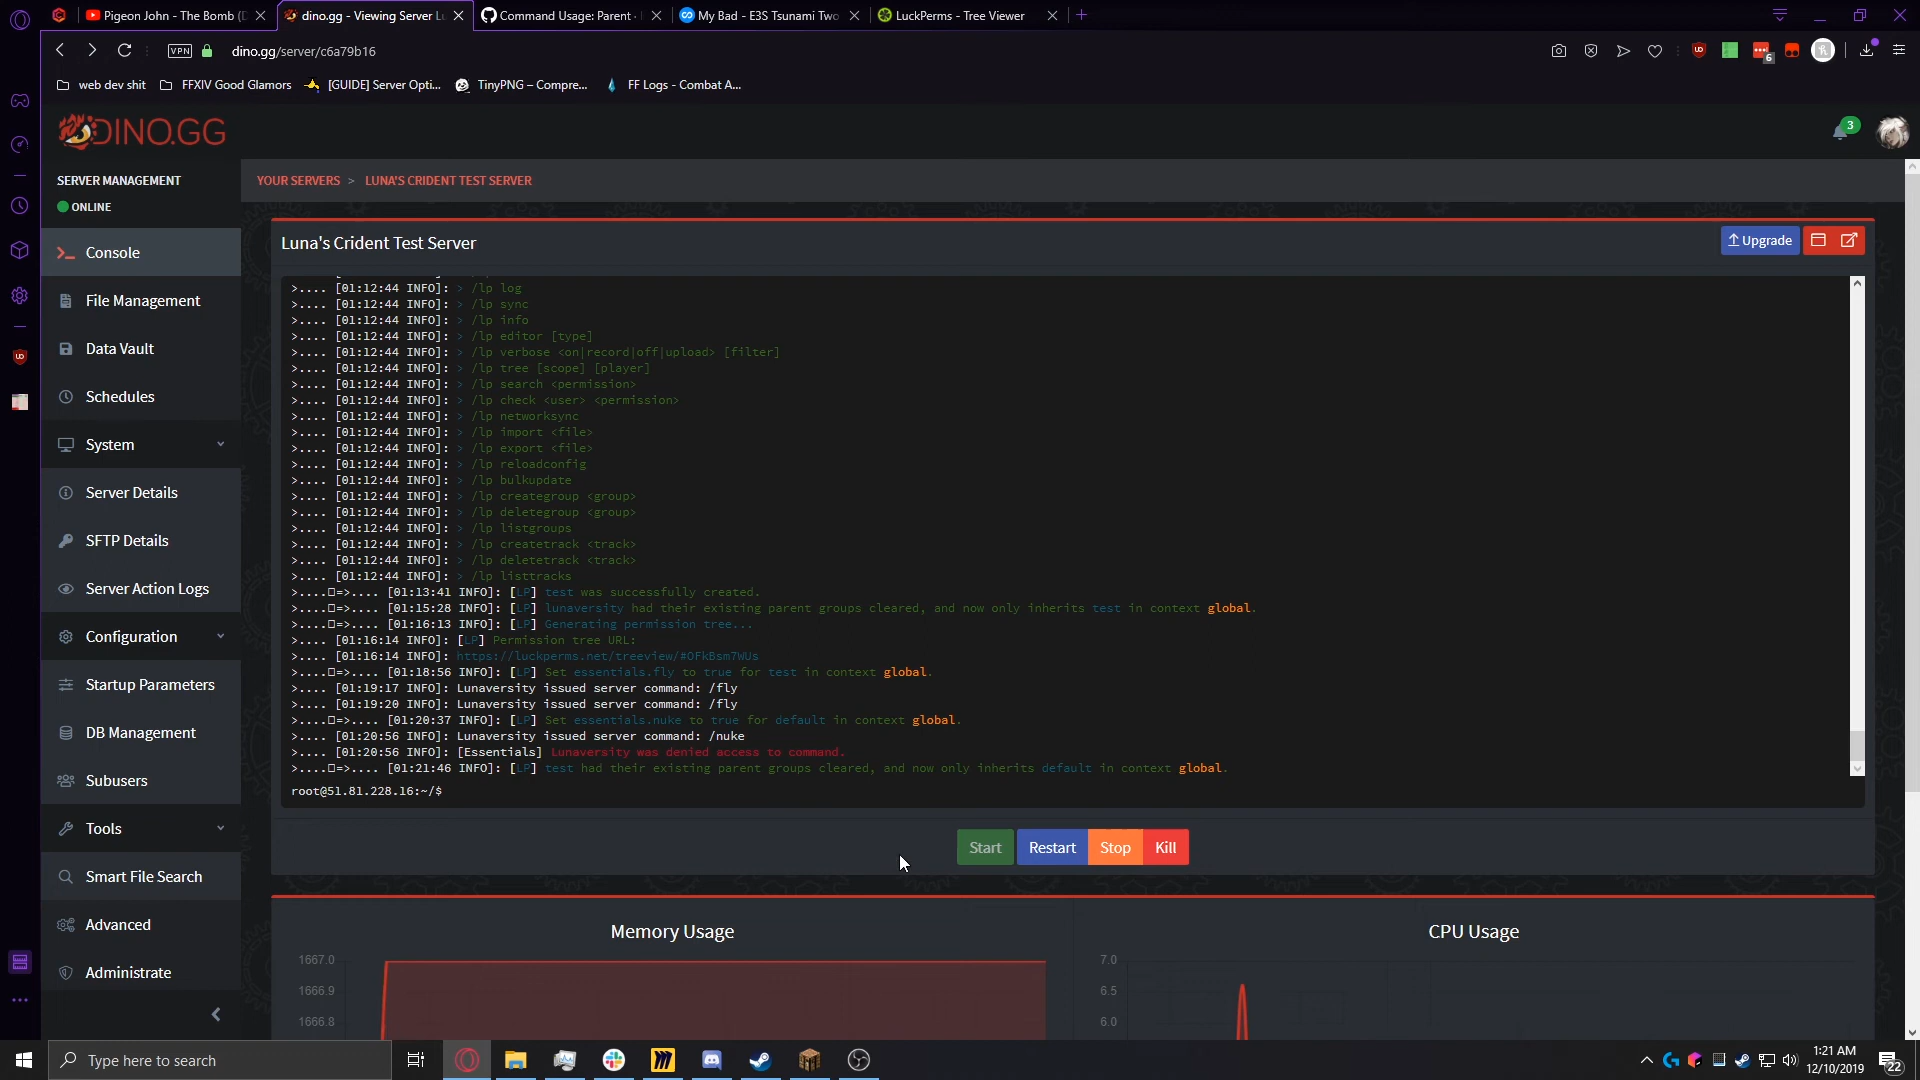 Pigeon John - The Bomb (
dino.gg - Viewing Server L
Command Usage: Parent ·
My Bad - E3S Tsunami Two
LuckPerms - Tree Viewer
VPN
dino.gg/server/c6a79b16
6
web dev shit
FFXIV Good Glamors
[GUIDE] Server Opti...
TinyPNG – Compre...
FF Logs - Combat A...
DINO.GG
3
SERVER MANAGEMENT
ONLINE
YOUR SERVERS > LUNA'S CRIDENT TEST SERVER
Console
File Management
Data Vault
Schedules
System
Server Details
SFTP Details
Server Action Logs
Configuration
Startup Parameters
DB Management
Subusers
Tools
Smart File Search
Advanced
Administrate
Luna's Crident Test Server
Upgrade
>.... [01:12:44 INFO]: > /lp log
>.... [01:12:44 INFO]: > /lp sync
>.... [01:12:44 INFO]: > /lp info
>.... [01:12:44 INFO]: > /lp editor [type]
>.... [01:12:44 INFO]: > /lp verbose <on|record|off|upload> [filter]
>.... [01:12:44 INFO]: > /lp tree [scope] [player]
>.... [01:12:44 INFO]: > /lp search <permission>
>.... [01:12:44 INFO]: > /lp check <user> <permission>
>.... [01:12:44 INFO]: > /lp networksync
>.... [01:12:44 INFO]: > /lp import <file>
>.... [01:12:44 INFO]: > /lp export <file>
>.... [01:12:44 INFO]: > /lp reloadconfig
>.... [01:12:44 INFO]: > /lp bulkupdate
>.... [01:12:44 INFO]: > /lp creategroup <group>
>.... [01:12:44 INFO]: > /lp deletegroup <group>
>.... [01:12:44 INFO]: > /lp listgroups
>.... [01:12:44 INFO]: > /lp createtrack <track>
>.... [01:12:44 INFO]: > /lp deletetrack <track>
>.... [01:12:44 INFO]: > /lp listtracks
>....□=>.... [01:13:41 INFO]: [LP] test was successfully created.
>....□=>.... [01:15:28 INFO]: [LP] lunaversity had their existing parent groups cleared, and now only inherits test in context global.
>....□=>.... [01:16:13 INFO]: [LP] Generating permission tree...
>.... [01:16:14 INFO]: [LP] Permission tree URL:
>.... [01:16:14 INFO]: https://luckperms.net/treeview/#OFkBsm7WUs
>....□=>.... [01:18:56 INFO]: [LP] Set essentials.fly to true for test in context global.
>.... [01:19:17 INFO]: Lunaversity issued server command: /fly
>.... [01:19:20 INFO]: Lunaversity issued server command: /fly
>....□=>.... [01:20:37 INFO]: [LP] Set essentials.nuke to true for default in context global.
>.... [01:20:56 INFO]: Lunaversity issued server command: /nuke
>.... [01:20:56 INFO]: [Essentials] Lunaversity was denied access to command.
>....□=>.... [01:21:46 INFO]: [LP] test had their existing parent groups cleared, and now only inherits default in context global.
root@51.81.228.16:~/$
Start Restart Stop Kill
Memory Usage
1667.0
1666.9
1666.8
CPU Usage
7.0
6.5
6.0
Type here to search
1:21 AM
12/10/2019
22